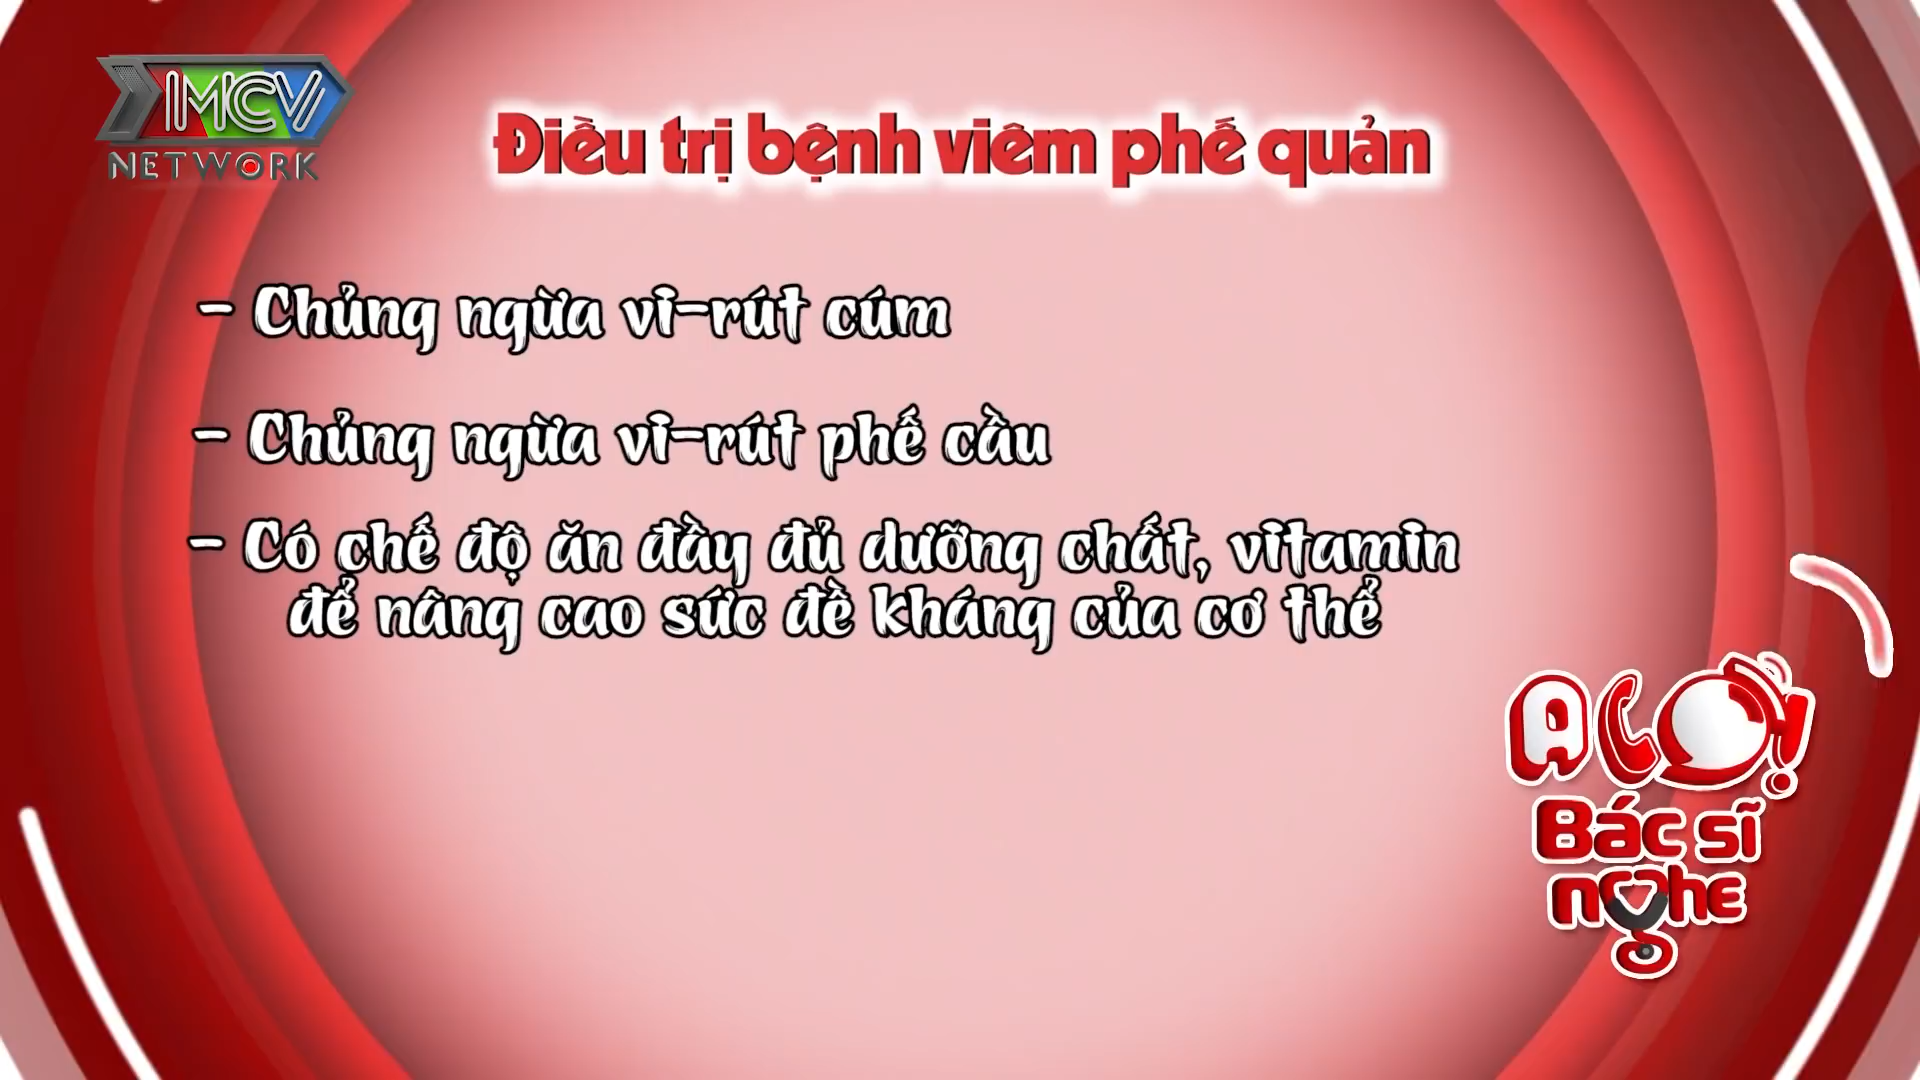 MCV
NETWORK
Điều trị bệnh viêm phế quản
- Chủng ngừa vi-rút cúm
- Chủng ngừa vi-rút phế cầu
- Có chế độ ăn đầy đủ dưỡng chất, vitamin
để nâng cao sức đề kháng của cơ thể
ALO!
Bác sĩ
nghe